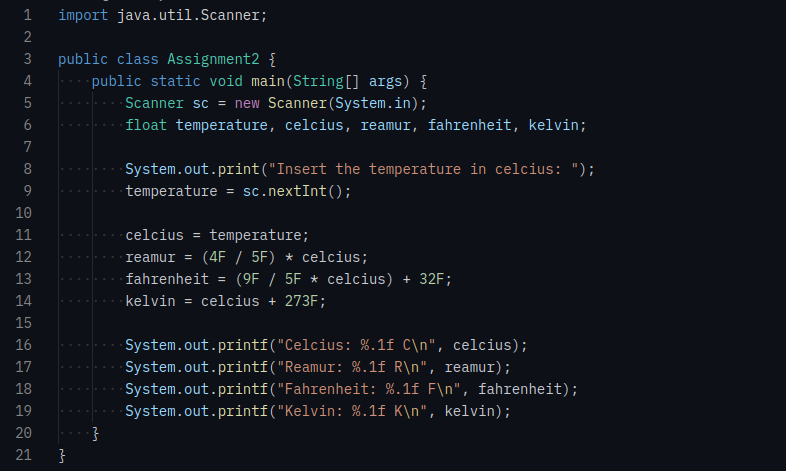 1 import java.util.Scanner;
2
3 public class Assignment2 {
4     public static void main(String[] args) {
5         Scanner sc = new Scanner(System.in);
6         float temperature, celcius, reamur, fahrenheit, kelvin;
7
8         System.out.print("Insert the temperature in celcius: ");
9         temperature = sc.nextInt();
10
11         celcius = temperature;
12         reamur = (4F / 5F) * celcius;
13         fahrenheit = (9F / 5F * celcius) + 32F;
14         kelvin = celcius + 273F;
15
16         System.out.printf("Celcius: %.1f C\n", celcius);
17         System.out.printf("Reamur: %.1f R\n", reamur);
18         System.out.printf("Fahrenheit: %.1f F\n", fahrenheit);
19         System.out.printf("Kelvin: %.1f K\n", kelvin);
20     }
21 }